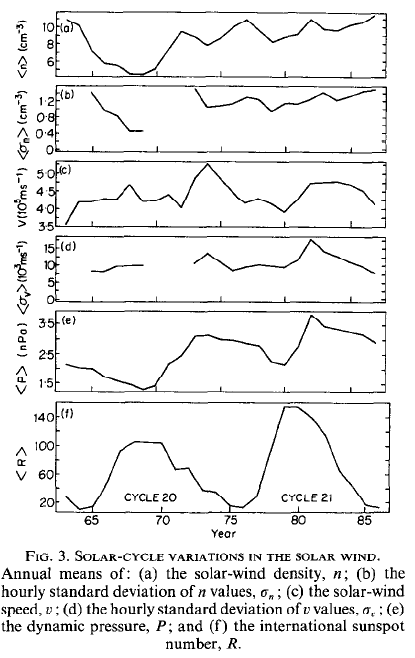 10
8
6
<n> (cm⁻³)
(a)
1·2
0·8
0·4
0
<σn> (cm⁻³)
(b)
5·0
4·5
4·0
3·5
V(10⁵ms⁻¹)
(c)
15
10
5
0
<σv> (10³ms⁻¹)
(d)
3·5
2·5
1·5
<P> (nPa)
(e)
140
100
60
20
<R>
(f)
CYCLE 20 CYCLE 21
65 70 75 80 85
Year
FIG. 3. SOLAR-CYCLE VARIATIONS IN THE SOLAR WIND.
Annual means of: (a) the solar-wind density, n; (b) the
hourly standard deviation of n values, σn; (c) the solar-wind
speed, v; (d) the hourly standard deviation of v values, σv; (e)
the dynamic pressure, P; and (f) the international sunspot
number, R.